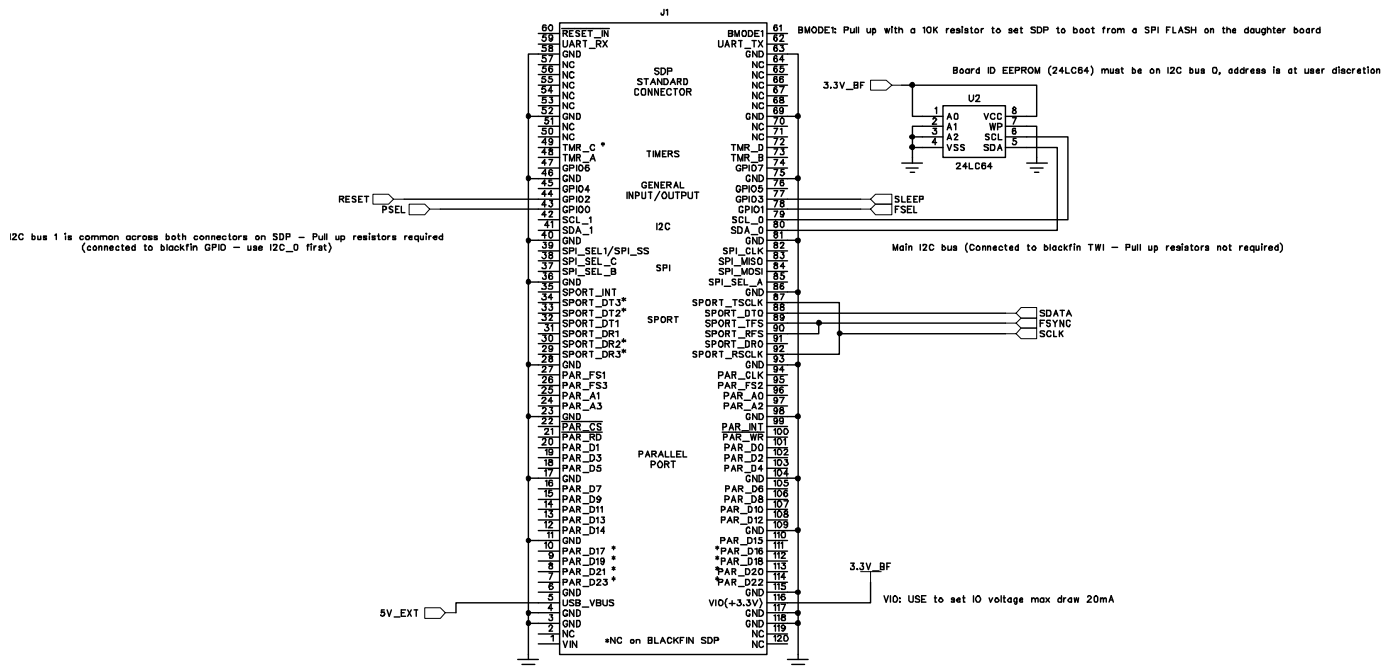 J1
60 RESET_IN
59 UART_RX
58 GND
57 NC
56 NC
55 NC
54 NC
53 NC
52 GND
51 NC
50 NC
49 TMR_C *
48 TMR_A
47 GPIO6
46 GND
45 GPIO4
RESET 44 GPIO2
PSEL 43 GPIO0
42 SCL_1
41 SDA_1
40 GND
39 SPI_SEL1/SPI_SS
38 SPI_SEL_C
37 SPI_SEL_B
36 GND
35 SPORT_INT
34 SPORT_DT3*
33 SPORT_DT2*
32 SPORT_DT1
31 SPORT_DR1
30 SPORT_DR2*
29 SPORT_DR3*
28 GND
27 PAR_FS1
26 PAR_FS3
25 PAR_A1
24 PAR_A3
23 GND
22 PAR_CS
21 PAR_RD
20 PAR_D1
19 PAR_D3
18 PAR_D5
17 GND
16 PAR_D7
15 PAR_D9
14 PAR_D11
13 PAR_D13
12 PAR_D14
11 GND
10 PAR_D17 *
9 PAR_D19 *
8 PAR_D21 *
7 PAR_D23 *
6 GND
5V_EXT 5 USB_VBUS
4 GND
3 GND
2 NC
1 VIN
I2C bus 1 is common across both connectors on SDP – Pull up resistors required
(connected to blackfin GPIO – use I2C_0 first)
SDP
STANDARD
CONNECTOR
TIMERS
GENERAL
INPUT/OUTPUT
I2C
SPI
SPORT
PARALLEL
PORT
*NC on BLACKFIN SDP
BMODE1 61
UART_TX 62
GND 63
NC 64
NC 65
NC 66
NC 67
NC 68
GND 69
NC 70
NC 71
TMR_D 72
TMR_B 73
GPIO7 74
GND 75
GPIO5 76
GPIO3 77 SLEEP
GPIO1 78 FSEL
SCL_0 79
SDA_0 80
GND 81
SPI_CLK 82
SPI_MISO 83
SPI_MOSI 84
SPI_SEL_A 85
GND 86
SPORT_TSCLK 87
SPORT_DT0 88 SDATA
SPORT_TFS 89 FSYNC
SPORT_RFS 90 SCLK
SPORT_DR0 91
SPORT_RSCLK 92
GND 93
PAR_CLK 94
PAR_FS2 95
PAR_A0 96
PAR_A2 97
GND 98
PAR_INT 99
PAR_WR 100
PAR_D0 101
PAR_D2 102
PAR_D4 103
GND 104
PAR_D6 105
PAR_D8 106
PAR_D10 107
PAR_D12 108
GND 109
PAR_D15 110
*PAR_D16 111
*PAR_D18 112
*PAR_D20 113
*PAR_D22 114
GND 115
VIO(+3.3V) 116
GND 117
GND 118
NC 119
NC 120
BMODE1: Pull up with a 10K resistor to set SDP to boot from a SPI FLASH on the daughter board
Board ID EEPROM (24LC64) must be on I2C bus 0, address is at user discretion
3.3V_BF
U2
1 A0 VCC 8
2 A1 WP 7
3 A2 SCL 6
4 VSS SDA 5
24LC64
Main I2C bus (Connected to blackfin TWI – Pull up resistors not required)
3.3V_BF
VIO: USE to set IO voltage max draw 20mA